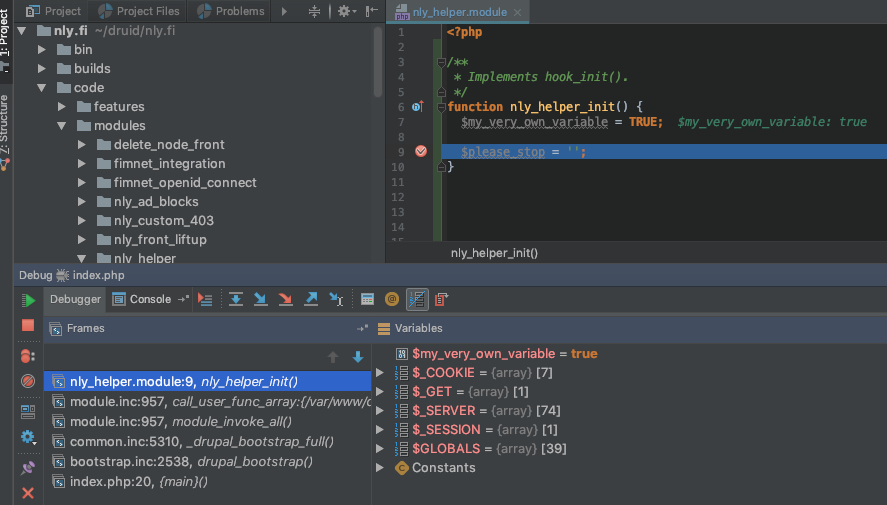 Project
Project Files
Problems
nly_helper.module
1: Project
Z: Structure
nly.fi ~/druid/nly.fi
bin
builds
code
features
modules
delete_node_front
fimnet_integration
fimnet_openid_connect
nly_ad_blocks
nly_custom_403
nly_front_liftup
nly_helper
1 <?php
2
3 /**
4 * Implements hook_init().
5 */
6 function nly_helper_init() {
7 $my_very_own_variable = TRUE; $my_very_own_variable: true
8
9 $please_stop = '';
10 }
11
12
13
14
nly_helper_init()
Debug index.php
Debugger
Console
Frames
Variables
nly_helper.module:9, nly_helper_init()
module.inc:957, call_user_func_array:{/var/www/
module.inc:957, module_invoke_all()
common.inc:5310, _drupal_bootstrap_full()
bootstrap.inc:2538, drupal_bootstrap()
index.php:20, {main}()
$my_very_own_variable = true
$_COOKIE = {array} [7]
$_GET = {array} [1]
$_SERVER = {array} [74]
$_SESSION = {array} [1]
$GLOBALS = {array} [39]
Constants